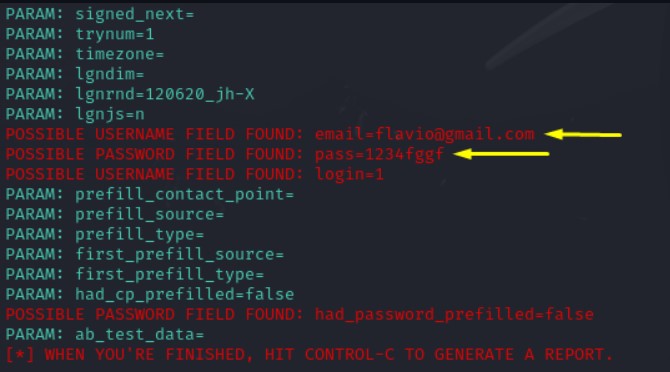 PARAM: signed_next=
PARAM: trynum=1
PARAM: timezone=
PARAM: lgndim=
PARAM: lgnrnd=120620_jh-X
PARAM: lgnjs=n
POSSIBLE USERNAME FIELD FOUND: email=flavio@gmail.com
POSSIBLE PASSWORD FIELD FOUND: pass=1234fggf
POSSIBLE USERNAME FIELD FOUND: login=1
PARAM: prefill_contact_point=
PARAM: prefill_source=
PARAM: prefill_type=
PARAM: first_prefill_source=
PARAM: first_prefill_type=
PARAM: had_cp_prefilled=false
POSSIBLE PASSWORD FIELD FOUND: had_password_prefilled=false
PARAM: ab_test_data=
[*] WHEN YOU'RE FINISHED, HIT CONTROL-C TO GENERATE A REPORT.